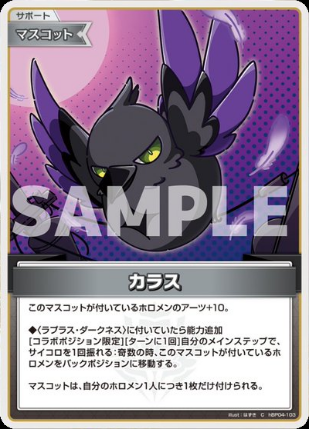 サポート
マスコット
SAMPLE
カラス
このマスコットが付いているホロメンのアーツ+10。
◆〈ラプラス・ダークネス〉に付いていたら能力追加
[コラボポジション限定][ターンに1回]自分のメインステップで、
サイコロを1回振れる:奇数の時、このマスコットが付いているホロ
メンをバックポジションに移動する。
マスコットは、自分のホロメン1人につき1枚だけ付けられる。
Illust: なすき C hBP04-103